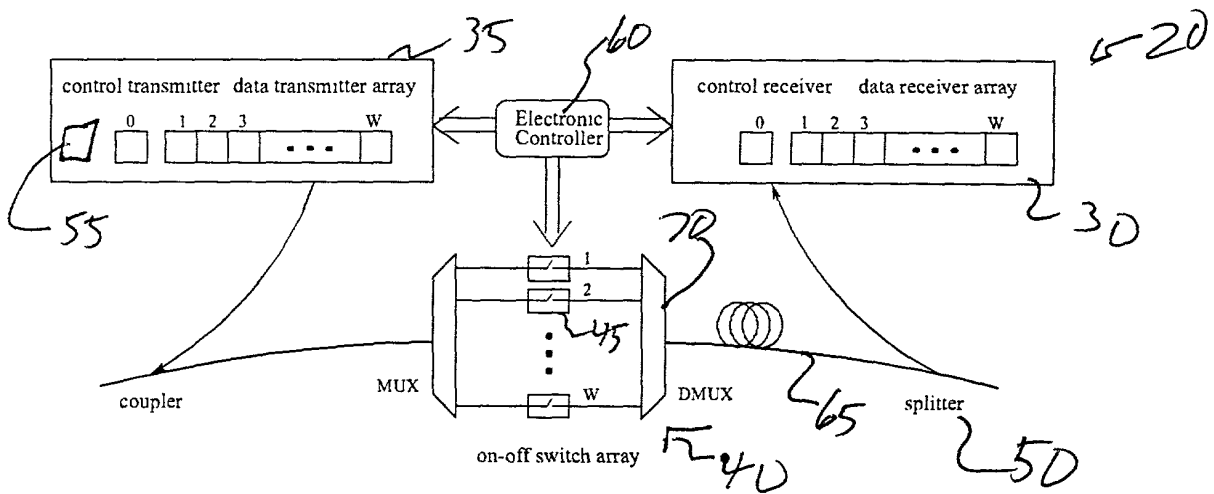 35
60
20
control transmitter data transmitter array
control receiver data receiver array
0 1 2 3 W
Electronic
Controller
0 1 2 3 W
55
30
70
1
2
45
MUX
W
DMUX
coupler
65
splitter
on-off switch array
40
50